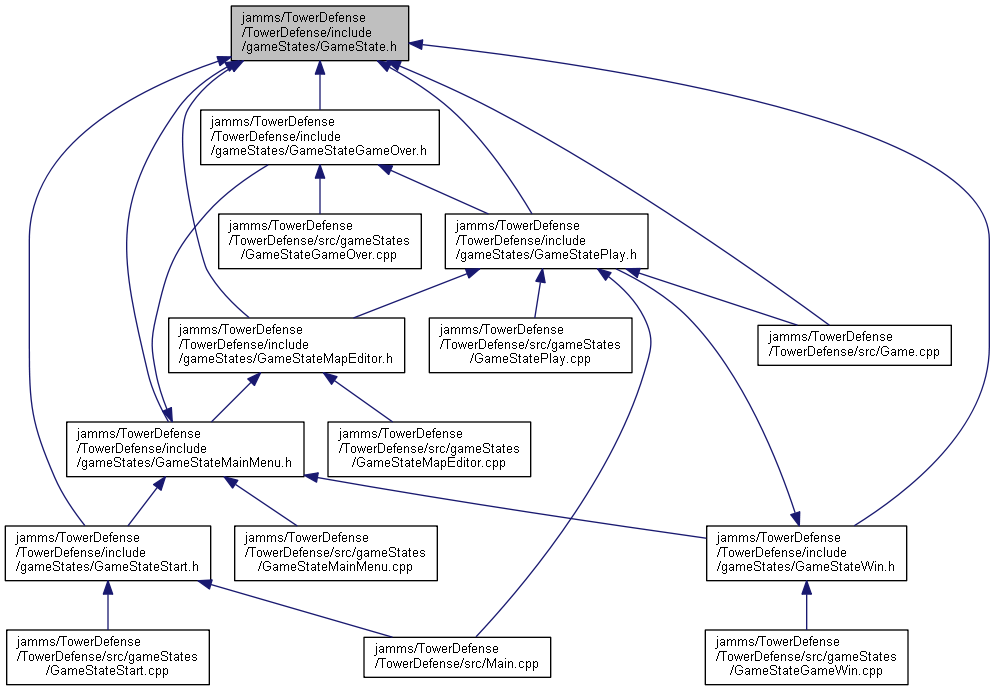 jamms/TowerDefense
/TowerDefense/include
/gameStates/GameState.h
jamms/TowerDefense
/TowerDefense/include
/gameStates/GameStateGameOver.h
jamms/TowerDefense
/TowerDefense/src/gameStates
/GameStateGameOver.cpp
jamms/TowerDefense
/TowerDefense/include
/gameStates/GameStatePlay.h
jamms/TowerDefense
/TowerDefense/include
/gameStates/GameStateMapEditor.h
jamms/TowerDefense
/TowerDefense/src/gameStates
/GameStatePlay.cpp
jamms/TowerDefense
/TowerDefense/src/Game.cpp
jamms/TowerDefense
/TowerDefense/include
/gameStates/GameStateMainMenu.h
jamms/TowerDefense
/TowerDefense/src/gameStates
/GameStateMapEditor.cpp
jamms/TowerDefense
/TowerDefense/include
/gameStates/GameStateStart.h
jamms/TowerDefense
/TowerDefense/src/gameStates
/GameStateMainMenu.cpp
jamms/TowerDefense
/TowerDefense/include
/gameStates/GameStateWin.h
jamms/TowerDefense
/TowerDefense/src/gameStates
/GameStateStart.cpp
jamms/TowerDefense
/TowerDefense/src/Main.cpp
jamms/TowerDefense
/TowerDefense/src/gameStates
/GameStateGameWin.cpp